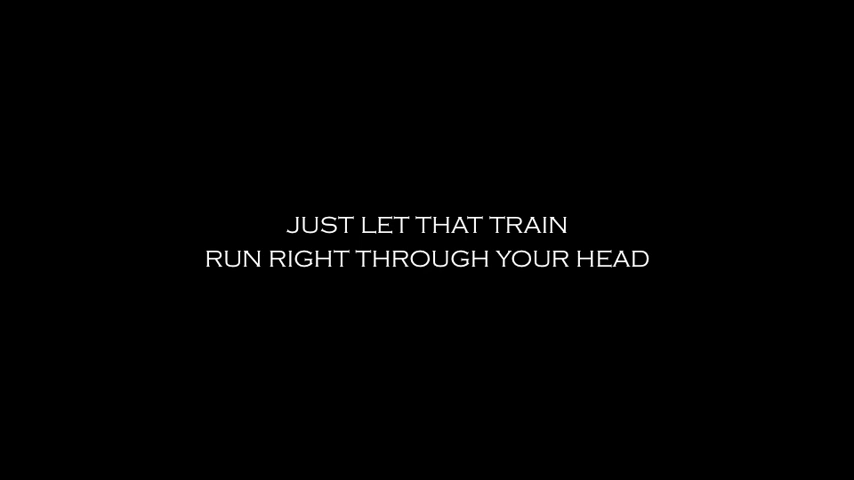 JUST LET THAT TRAIN
RUN RIGHT THROUGH YOUR HEAD